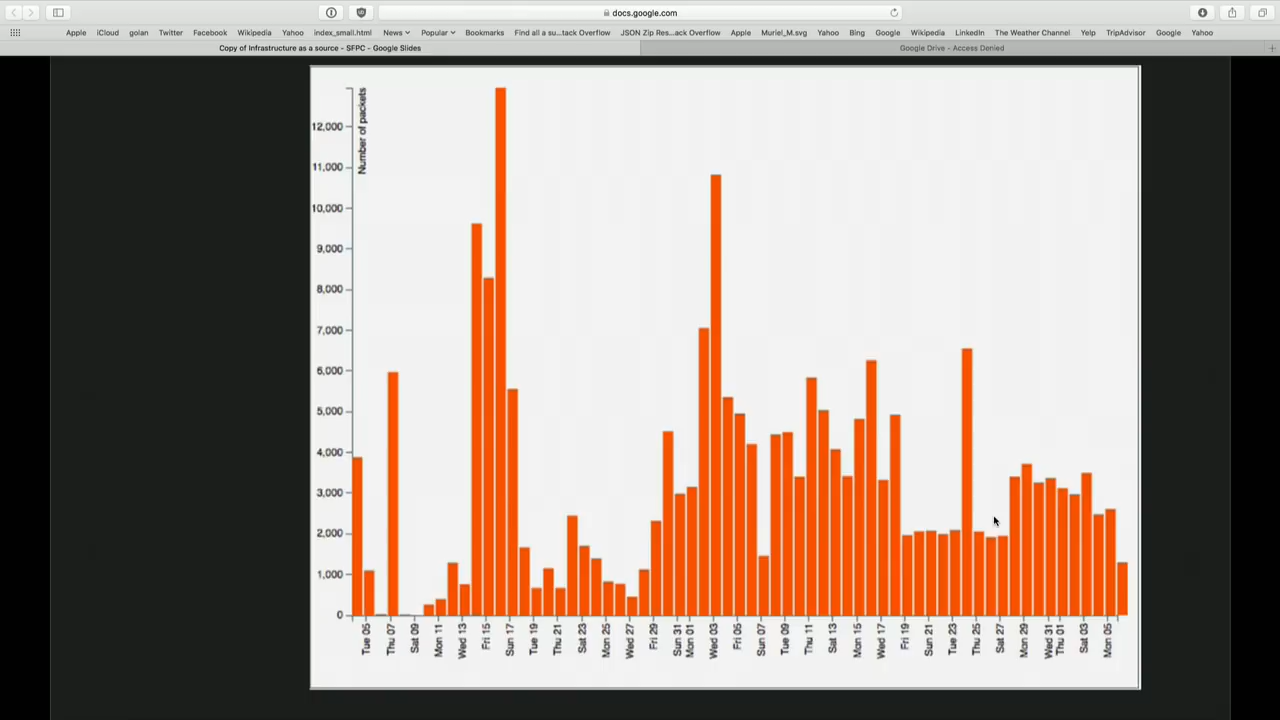 docs.google.com
Apple iCloud golan Twitter Facebook Wikipedia Yahoo index_small.html News Popular Bookmarks Find all a su...tack Overflow JSON Zip Res...ack Overflow Apple Muriel_M.svg Yahoo Bing Google Wikipedia LinkedIn The Weather Channel Yelp TripAdvisor Google Yahoo
Copy of Infrastructure as a source - SFPC - Google Slides
Google Drive - Access Denied
Number of packets
12,000
11,000
10,000
9,000
8,000
7,000
6,000
5,000
4,000
3,000
2,000
1,000
0
Tue 05
Thu 07
Sat 09
Mon 11
Wed 13
Fri 15
Sun 17
Tue 19
Thu 21
Sat 23
Mon 25
Wed 27
Fri 29
Sun 31
Mon 01
Wed 03
Fri 05
Sun 07
Tue 09
Thu 11
Sat 13
Mon 15
Wed 17
Fri 19
Sun 21
Tue 23
Thu 25
Sat 27
Mon 29
Wed 31
Thu 01
Sat 03
Mon 05